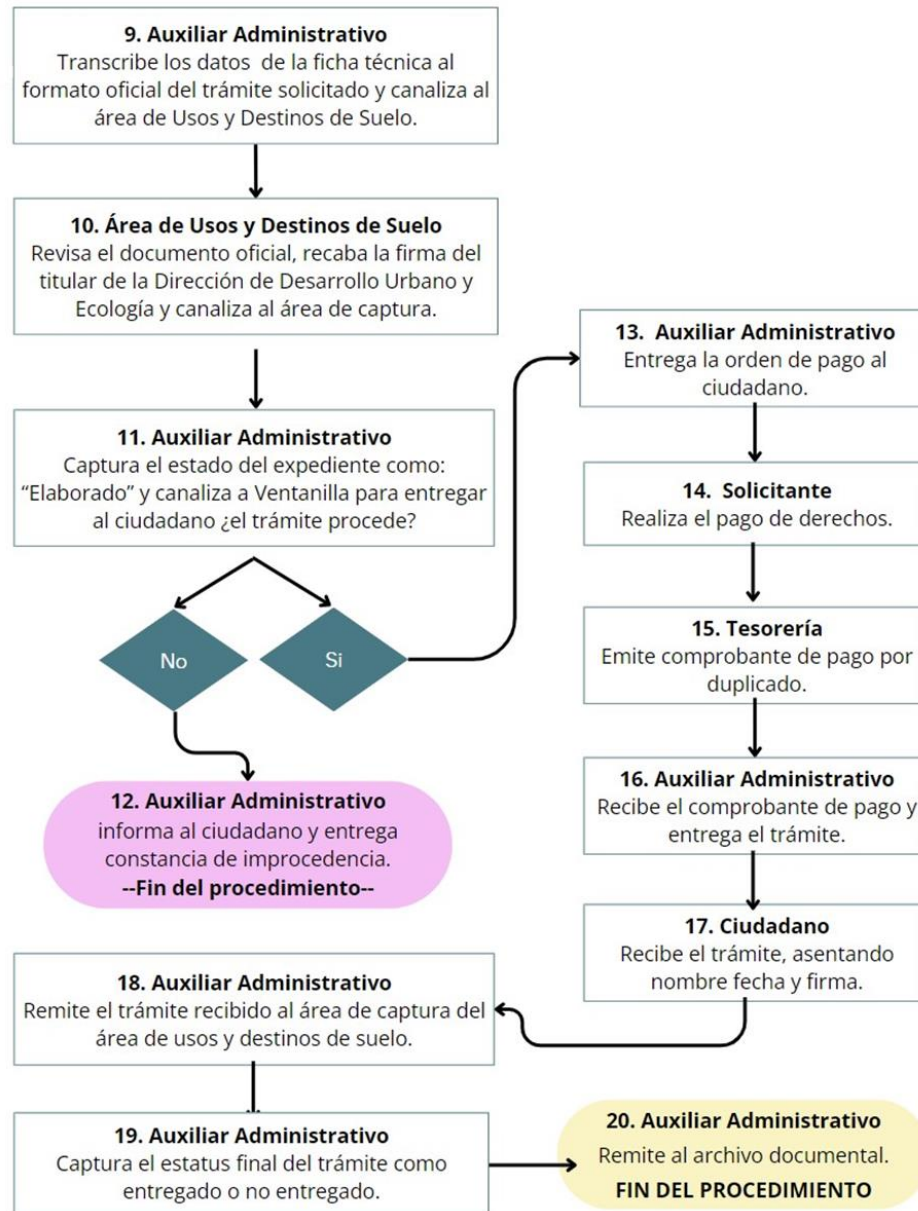 9. Auxiliar Administrativo
Transcribe los datos de la ficha técnica al
formato oficial del trámite solicitado y canaliza al
área de Usos y Destinos de Suelo.
10. Área de Usos y Destinos de Suelo
Revisa el documento oficial, recaba la firma del
titular de la Dirección de Desarrollo Urbano y
Ecología y canaliza al área de captura.
11. Auxiliar Administrativo
Captura el estado del expediente como:
“Elaborado” y canaliza a Ventanilla para entregar
al ciudadano ¿el trámite procede?
No
Si
12. Auxiliar Administrativo
informa al ciudadano y entrega
constancia de improcedencia.
--Fin del procedimiento--
13. Auxiliar Administrativo
Entrega la orden de pago al
ciudadano.
14. Solicitante
Realiza el pago de derechos.
15. Tesorería
Emite comprobante de pago por
duplicado.
16. Auxiliar Administrativo
Recibe el comprobante de pago y
entrega el trámite.
17. Ciudadano
Recibe el trámite, asentando
nombre fecha y firma.
18. Auxiliar Administrativo
Remite el trámite recibido al área de captura del
área de usos y destinos de suelo.
19. Auxiliar Administrativo
Captura el estatus final del trámite como
entregado o no entregado.
20. Auxiliar Administrativo
Remite al archivo documental.
FIN DEL PROCEDIMIENTO